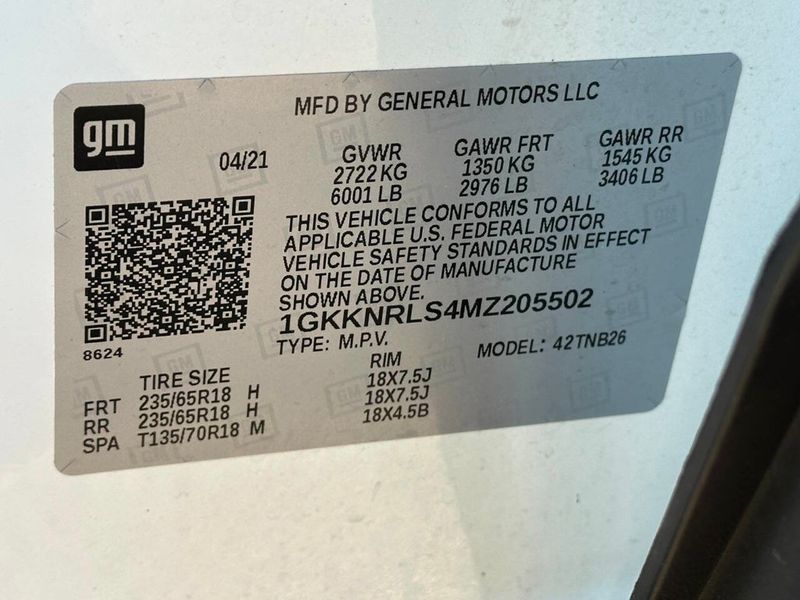 gm
MFD BY GENERAL MOTORS LLC
04/21
GVWR
2722 KG
6001 LB
GAWR FRT
1350 KG
2976 LB
GAWR RR
1545 KG
3406 LB
THIS VEHICLE CONFORMS TO ALL
APPLICABLE U.S. FEDERAL MOTOR
VEHICLE SAFETY STANDARDS IN EFFECT
ON THE DATE OF MANUFACTURE
SHOWN ABOVE.
1GKKNRLS4MZ205502
8624
TYPE: M.P.V.
MODEL: 42TNB26
TIRE SIZE
RIM
FRT 235/65R18 H 18X7.5J
RR 235/65R18 H 18X7.5J
SPA T135/70R18 M 18X4.5B